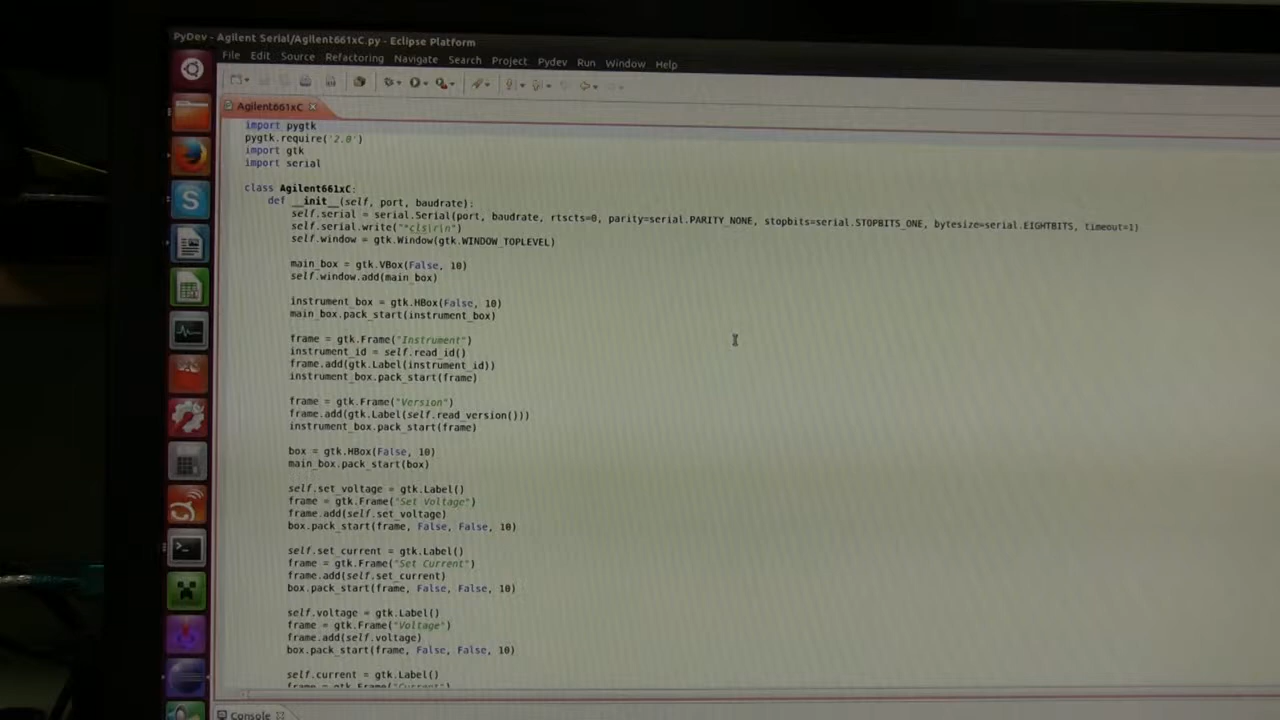 PyDev - Agilent Serial/Agilent661xC.py - Eclipse Platform
File Edit Source Refactoring Navigate Search Project Pydev Run Window Help
Agilent661xC
import pygtk
pygtk.require('2.0')
import gtk
import serial
class Agilent661xC:
def __init__(self, port, baudrate):
self.serial = serial.Serial(port, baudrate, rtscts=0, parity=serial.PARITY_NONE, stopbits=serial.STOPBITS_ONE, bytesize=serial.EIGHTBITS, timeout=1)
self.serial.write("*cls\r\n")
self.window = gtk.Window(gtk.WINDOW_TOPLEVEL)
main_box = gtk.VBox(False, 10)
self.window.add(main_box)
instrument_box = gtk.HBox(False, 10)
main_box.pack_start(instrument_box)
frame = gtk.Frame("Instrument")
instrument_id = self.read_id()
frame.add(gtk.Label(instrument_id))
instrument_box.pack_start(frame)
frame = gtk.Frame("Version")
frame.add(gtk.Label(self.read_version()))
instrument_box.pack_start(frame)
box = gtk.HBox(False, 10)
main_box.pack_start(box)
self.set_voltage = gtk.Label()
frame = gtk.Frame("Set Voltage")
frame.add(self.set_voltage)
box.pack_start(frame, False, False, 10)
self.set_current = gtk.Label()
frame = gtk.Frame("Set Current")
frame.add(self.set_current)
box.pack_start(frame, False, False, 10)
self.voltage = gtk.Label()
frame = gtk.Frame("Voltage")
frame.add(self.voltage)
box.pack_start(frame, False, False, 10)
self.current = gtk.Label()
frame = gtk.Frame("Current")
Console